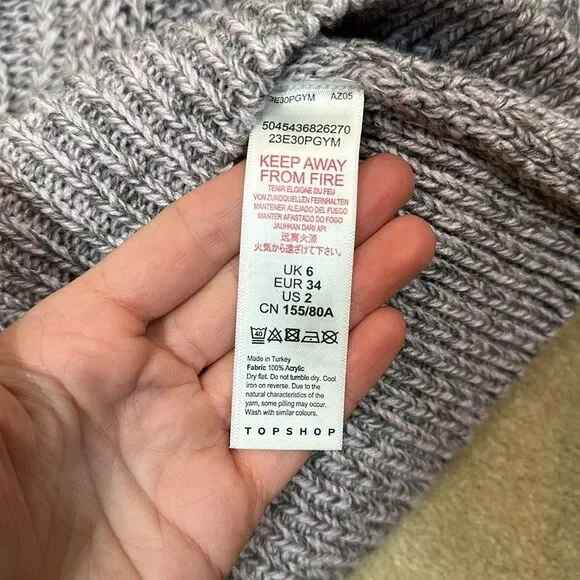 23E30PGYM AZ05
5045436826270
23E30PGYM
KEEP AWAY
FROM FIRE
TENIR ELOIGNE DU FEU
VON ZUNDQUELLEN FERNHALTEN
MANTENER ALEJADO DEL FUEGO
MANTER AFASTADO DO FOGO
JAUHKAN DARI API
远离火源
火気から遠ざけて下さい。
UK 6
EUR 34
US 2
CN 155/80A
40
Made in Turkey
Fabric 100% Acrylic
Dry flat. Do not tumble dry. Cool
iron on reverse. Due to the
natural characteristics of the
yarn, some pilling may occur.
Wash with similar colours.
TOPSHOP